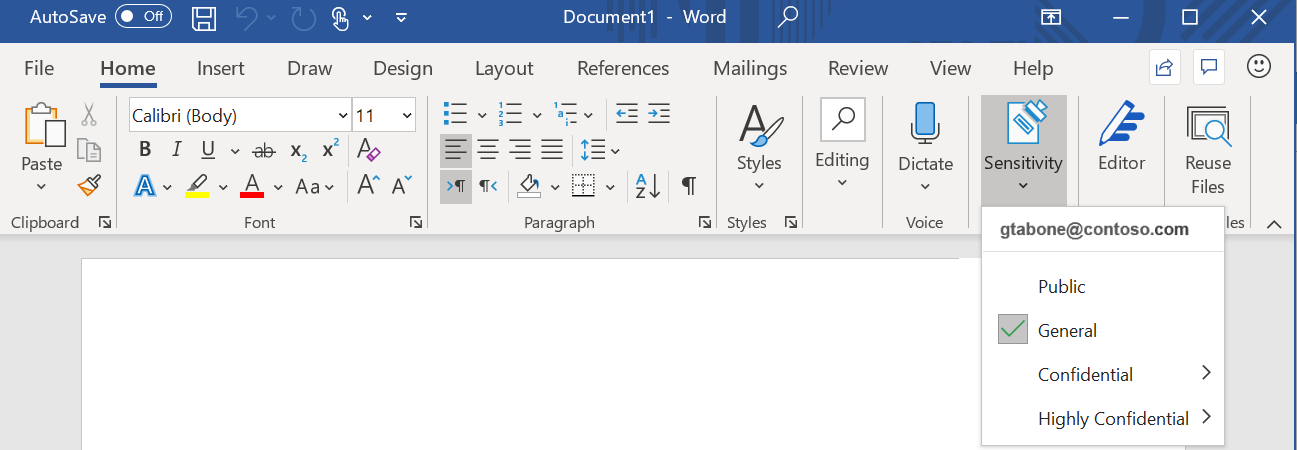 AutoSave Off Document1 - Word
File Home Insert Draw Design Layout References Mailings Review View Help
Calibri (Body) 11
Paste
B I U ab x2 x2 A
A A Aa A A A Z
Styles
Editing
Dictate
Sensitivity
Editor
Reuse
Files
Clipboard Font Paragraph Styles Voice les
gtabone@contoso.com
Public
General
Confidential
Highly Confidential